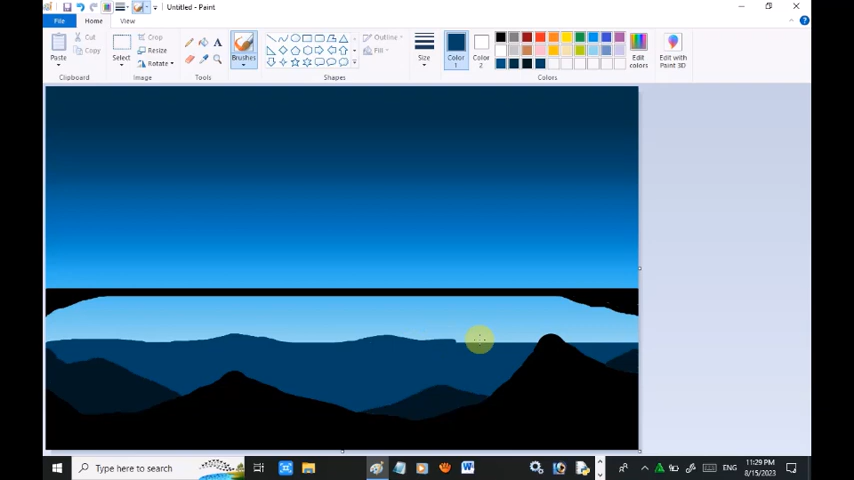 Untitled - Paint
File Home View
Cut
Copy
Paste
Crop
Resize
Rotate
Select
Brushes
Outline
Fill
Size
Color
1
Color
2
Edit
colors
Edit with
Paint 3D
Clipboard Image Tools Shapes Colors
Type here to search
ENG
11:29 PM
8/15/2023